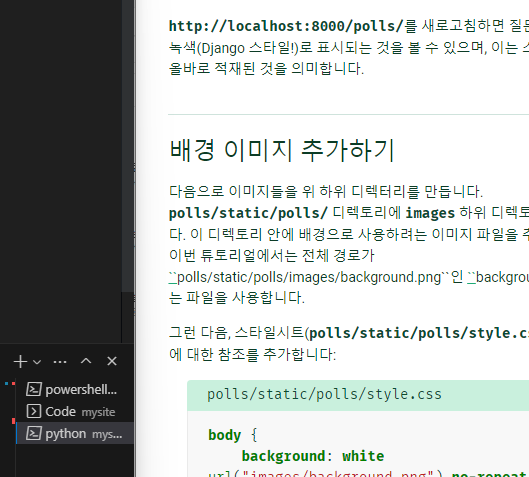 http://localhost:8000/polls/를 새로고침하면 질문
녹색(Django 스타일!)로 표시되는 것을 볼 수 있으며, 이는 스
올바로 적재된 것을 의미합니다.
배경 이미지 추가하기
다음으로 이미지들을 위 하위 디렉터리를 만듭니다.
polls/static/polls/ 디렉토리에 images 하위 디렉토
다. 이 디렉토리 안에 배경으로 사용하려는 이미지 파일을 추
이번 튜토리얼에서는 전체 경로가
``polls/static/polls/images/background.png``인 ``backgrou
는 파일을 사용합니다.
그런 다음, 스타일시트(polls/static/polls/style.cs
에 대한 참조를 추가합니다:
polls/static/polls/style.css
body {
background: white
url("images/background.png") no-repeat
powershell...
Code mysite
python mys...